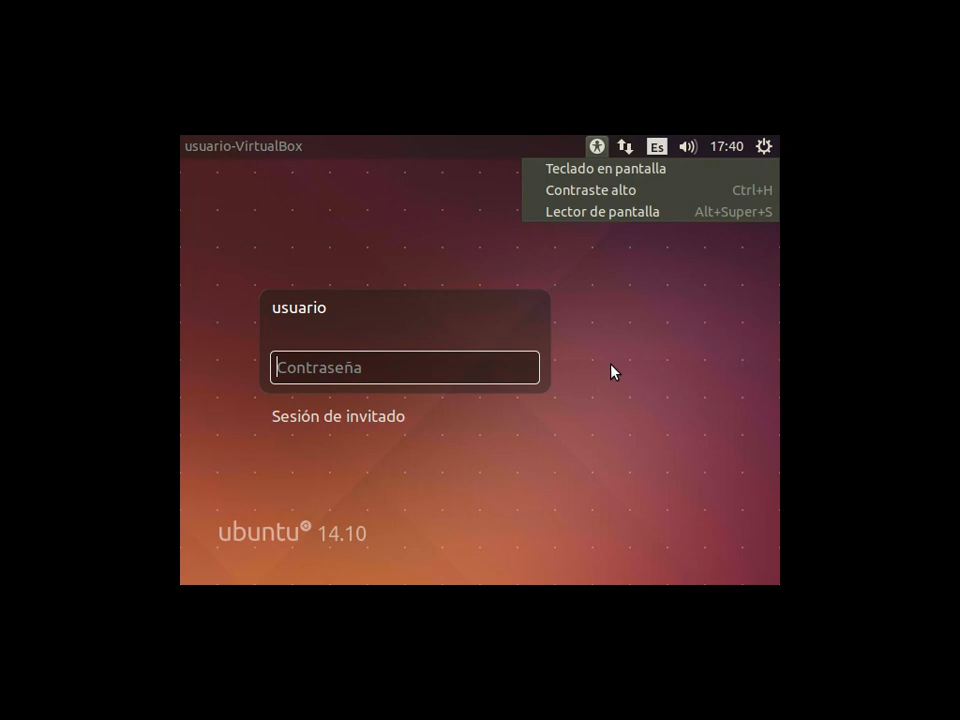 usuario-VirtualBox Es 17:40
Teclado en pantalla
Contraste alto Ctrl+H
Lector de pantalla Alt+Super+S
usuario
Contraseña
Sesión de invitado
ubuntu 14.10